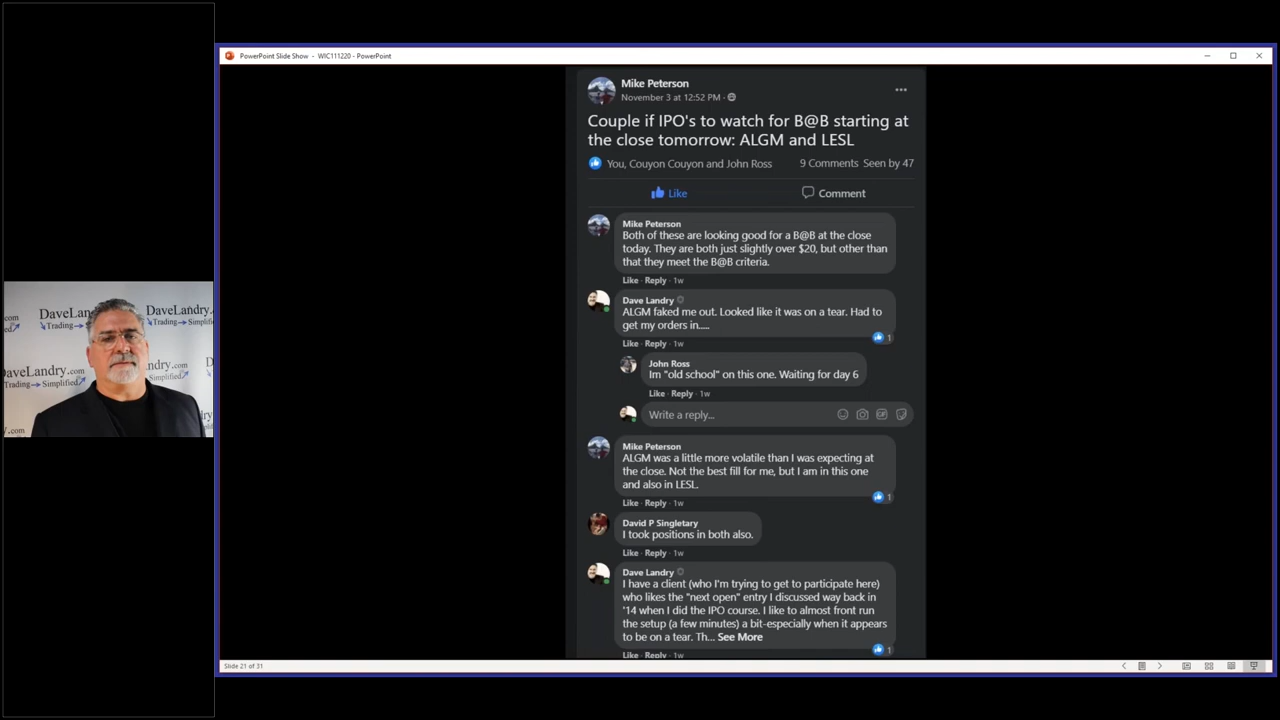 PowerPoint Slide Show - WIC111220 - PowerPoint
Mike Peterson
November 3 at 12:52 PM ·
Couple if IPO's to watch for B@B starting at
the close tomorrow: ALGM and LESL
You, Couyon Couyon and John Ross 9 Comments Seen by 47
Like Comment
Mike Peterson
Both of these are looking good for a B@B at the close
today. They are both just slightly over $20, but other than
that they meet the B@B criteria.
Like · Reply · 1w
Dave Landry
ALGM faked me out. Looked like it was on a tear. Had to
get my orders in.....
1
Like · Reply · 1w
John Ross
Im "old school" on this one. Waiting for day 6
Like · Reply · 1w
Write a reply...
Mike Peterson
ALGM was a little more volatile than I was expecting at
the close. Not the best fill for me, but I am in this one
and also in LESL.
1
Like · Reply · 1w
David P Singletary
I took positions in both also.
Like · Reply · 1w
Dave Landry
I have a client (who I'm trying to get to participate here)
who likes the "next open" entry I discussed way back in
'14 when I did the IPO course. I like to almost front run
the setup (a few minutes) a bit-especially when it appears
to be on a tear. Th... See More
1
Like · Reply · 1w
Slide 21 of 31
.com
DaveLandry.com
Trading Simplified
DaveLandry.com
Trading Simplified